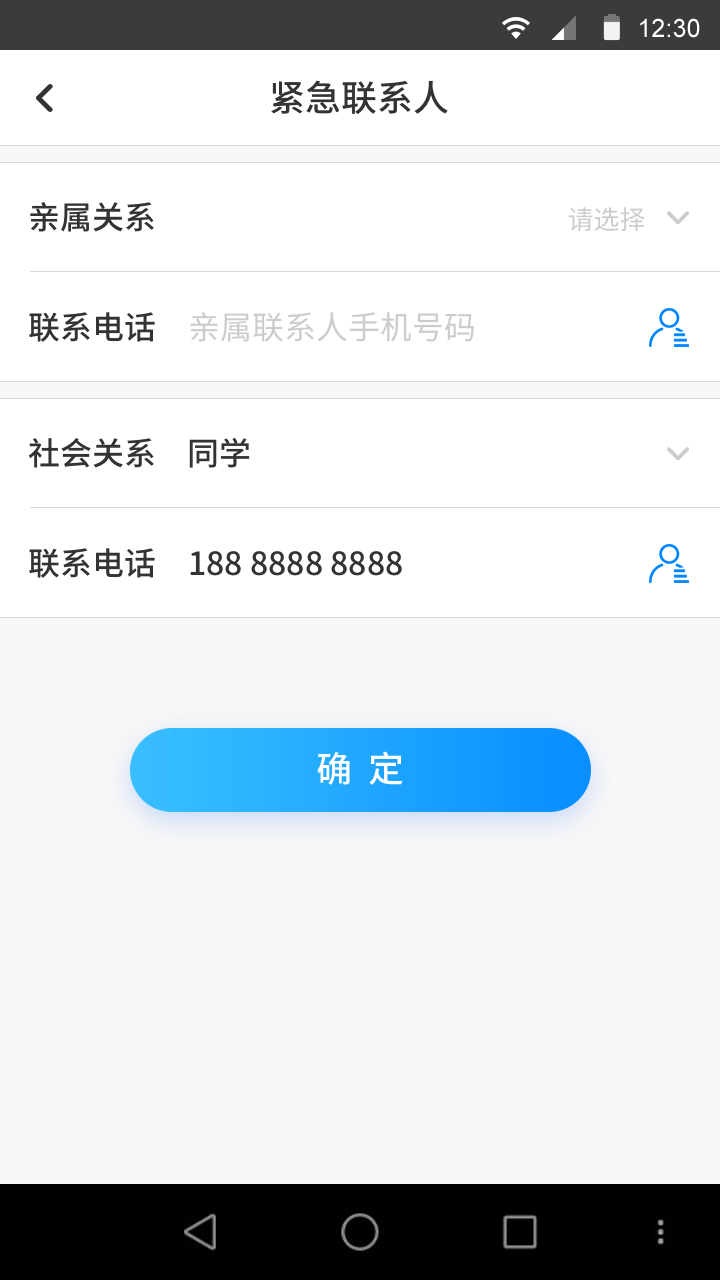 12:30
紧急联系人
亲属关系 请选择
联系电话 亲属联系人手机号码
社会关系 同学
联系电话 188 8888 8888
确 定